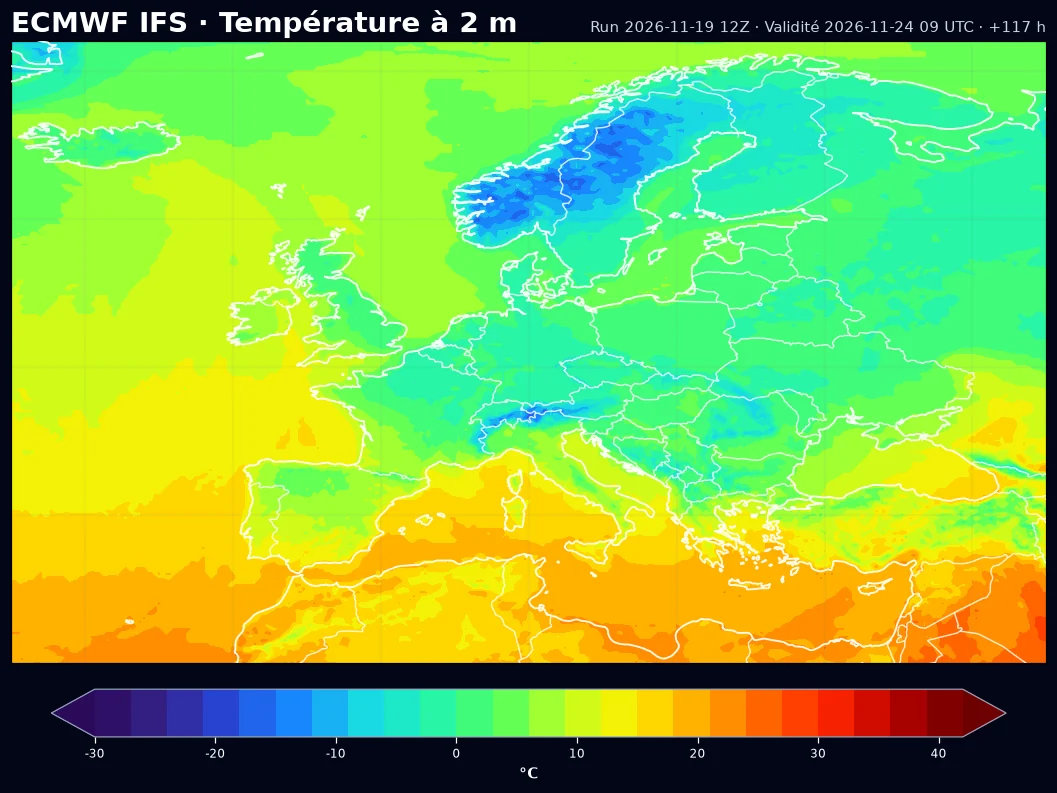 ECMWF IFS · Température à 2 m
Run 2026-11-19 12Z · Validité 2026-11-24 09 UTC · +117 h
-30 -20 -10 0 10 20 30 40
°C